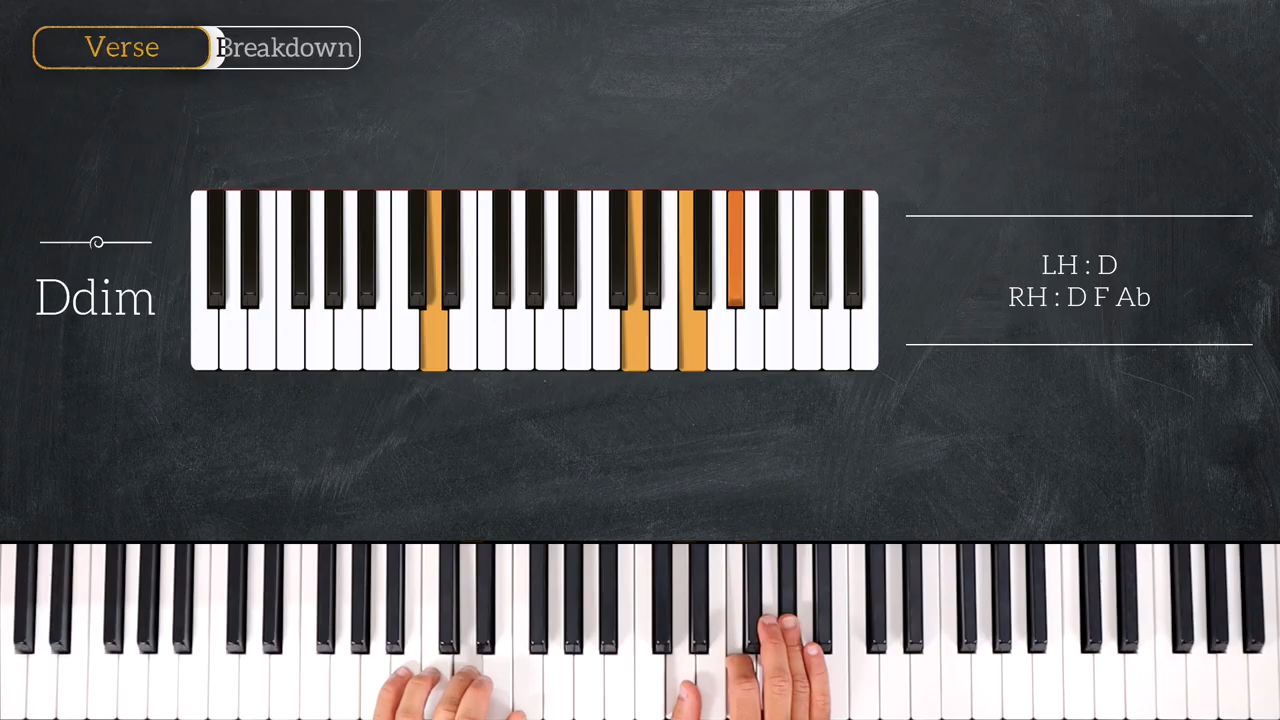 Verse
Breakdown
Ddim
LH : D
RH : D F Ab